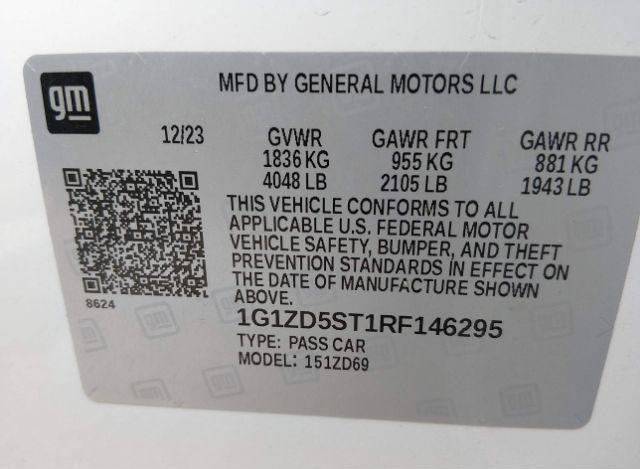 gm
MFD BY GENERAL MOTORS LLC
12/23 GVWR GAWR FRT GAWR RR
1836 KG 955 KG 881 KG
4048 LB 2105 LB 1943 LB
THIS VEHICLE CONFORMS TO ALL
APPLICABLE U.S. FEDERAL MOTOR
VEHICLE SAFETY, BUMPER, AND THEFT
PREVENTION STANDARDS IN EFFECT ON
THE DATE OF MANUFACTURE SHOWN
ABOVE.
8624
1G1ZD5ST1RF146295
TYPE: PASS CAR
MODEL: 151ZD69